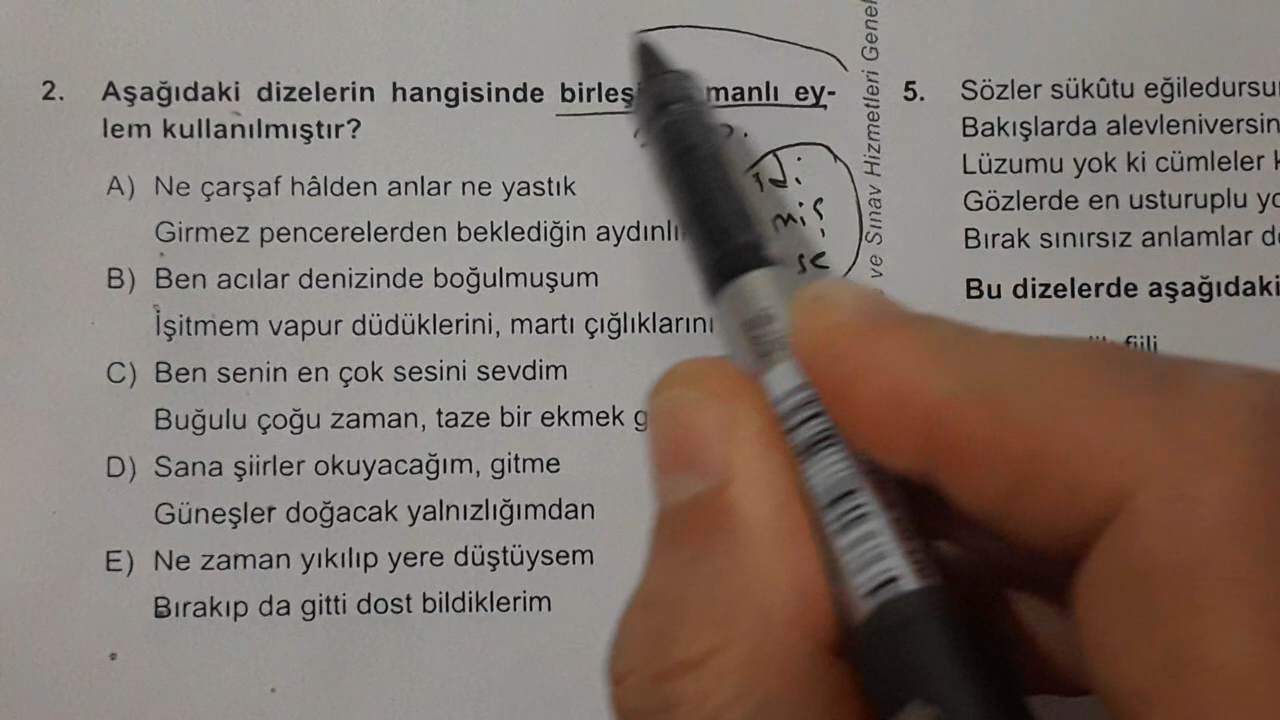 2. Aşağıdaki dizelerin hangisinde manlı ey-
lem kullanılmıştır?
idi
miş
se
A) Ne çarşaf hâlden anlar ne yastık
Girmez pencerelerden beklediğin
B) Ben acılar denizinde boğulmuşum
İşitmem vapur düdüklerini, martı çığlıklarını
C) Ben senin en çok sesini sevdim
Buğulu çoğu zaman, taze bir ekmek
D) Sana şiirler okuyacağım, gitme
Güneşler doğacak yalnızlığımdan
E) Ne zaman yıkılıp yere düştüysem
Bırakıp da gitti dost bildiklerim
ve Sınav Hizmetleri Genel
5. Sözler sükûtu
Bakışlarda
Lüzumu yok ki cümleler
Gözlerde en usturuplu
Bırak sınırsız anlamlar
Bu dizelerde aşağıdaki
fiili